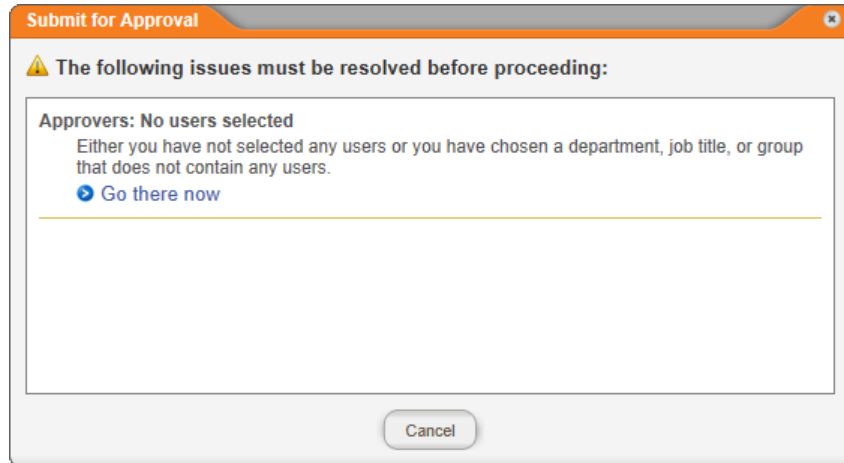 Submit for Approval
The following issues must be resolved before proceeding:
Approvers: No users selected
Either you have not selected any users or you have chosen a department, job title, or group
that does not contain any users.
Go there now
Cancel